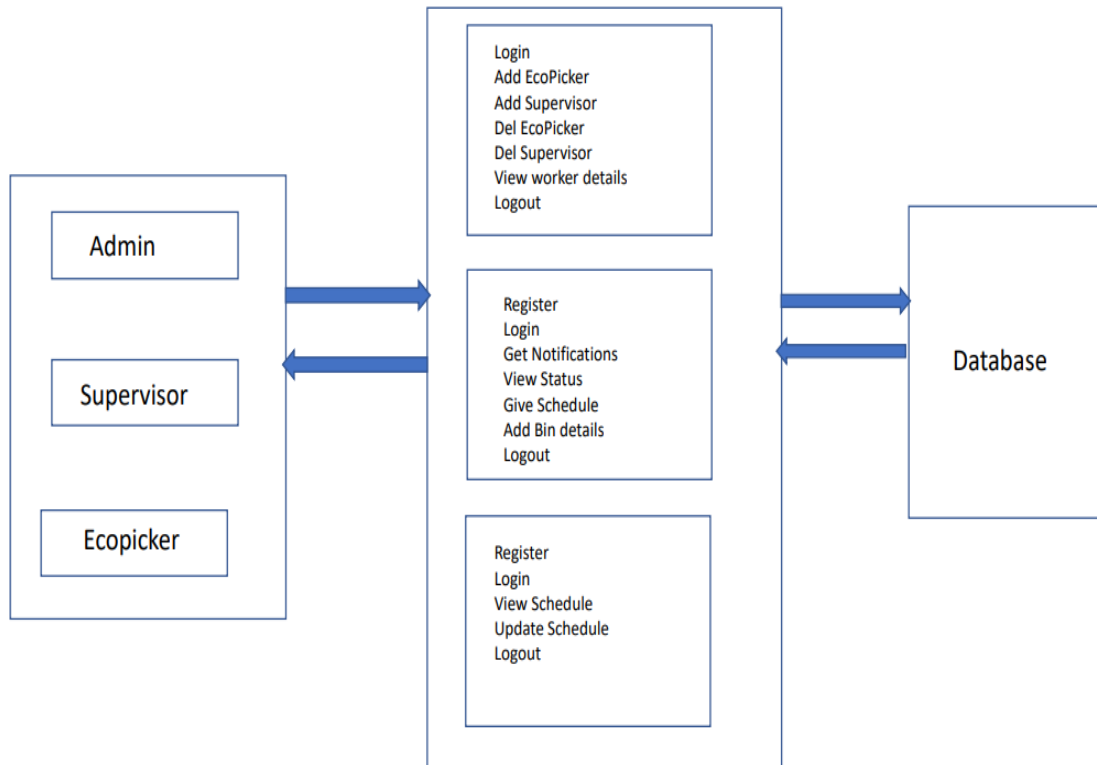 Admin
Supervisor
Ecopicker
Login
Add EcoPicker
Add Supervisor
Del EcoPicker
Del Supervisor
View worker details
Logout
Register
Login
Get Notifications
View Status
Give Schedule
Add Bin details
Logout
Register
Login
View Schedule
Update Schedule
Logout
Database